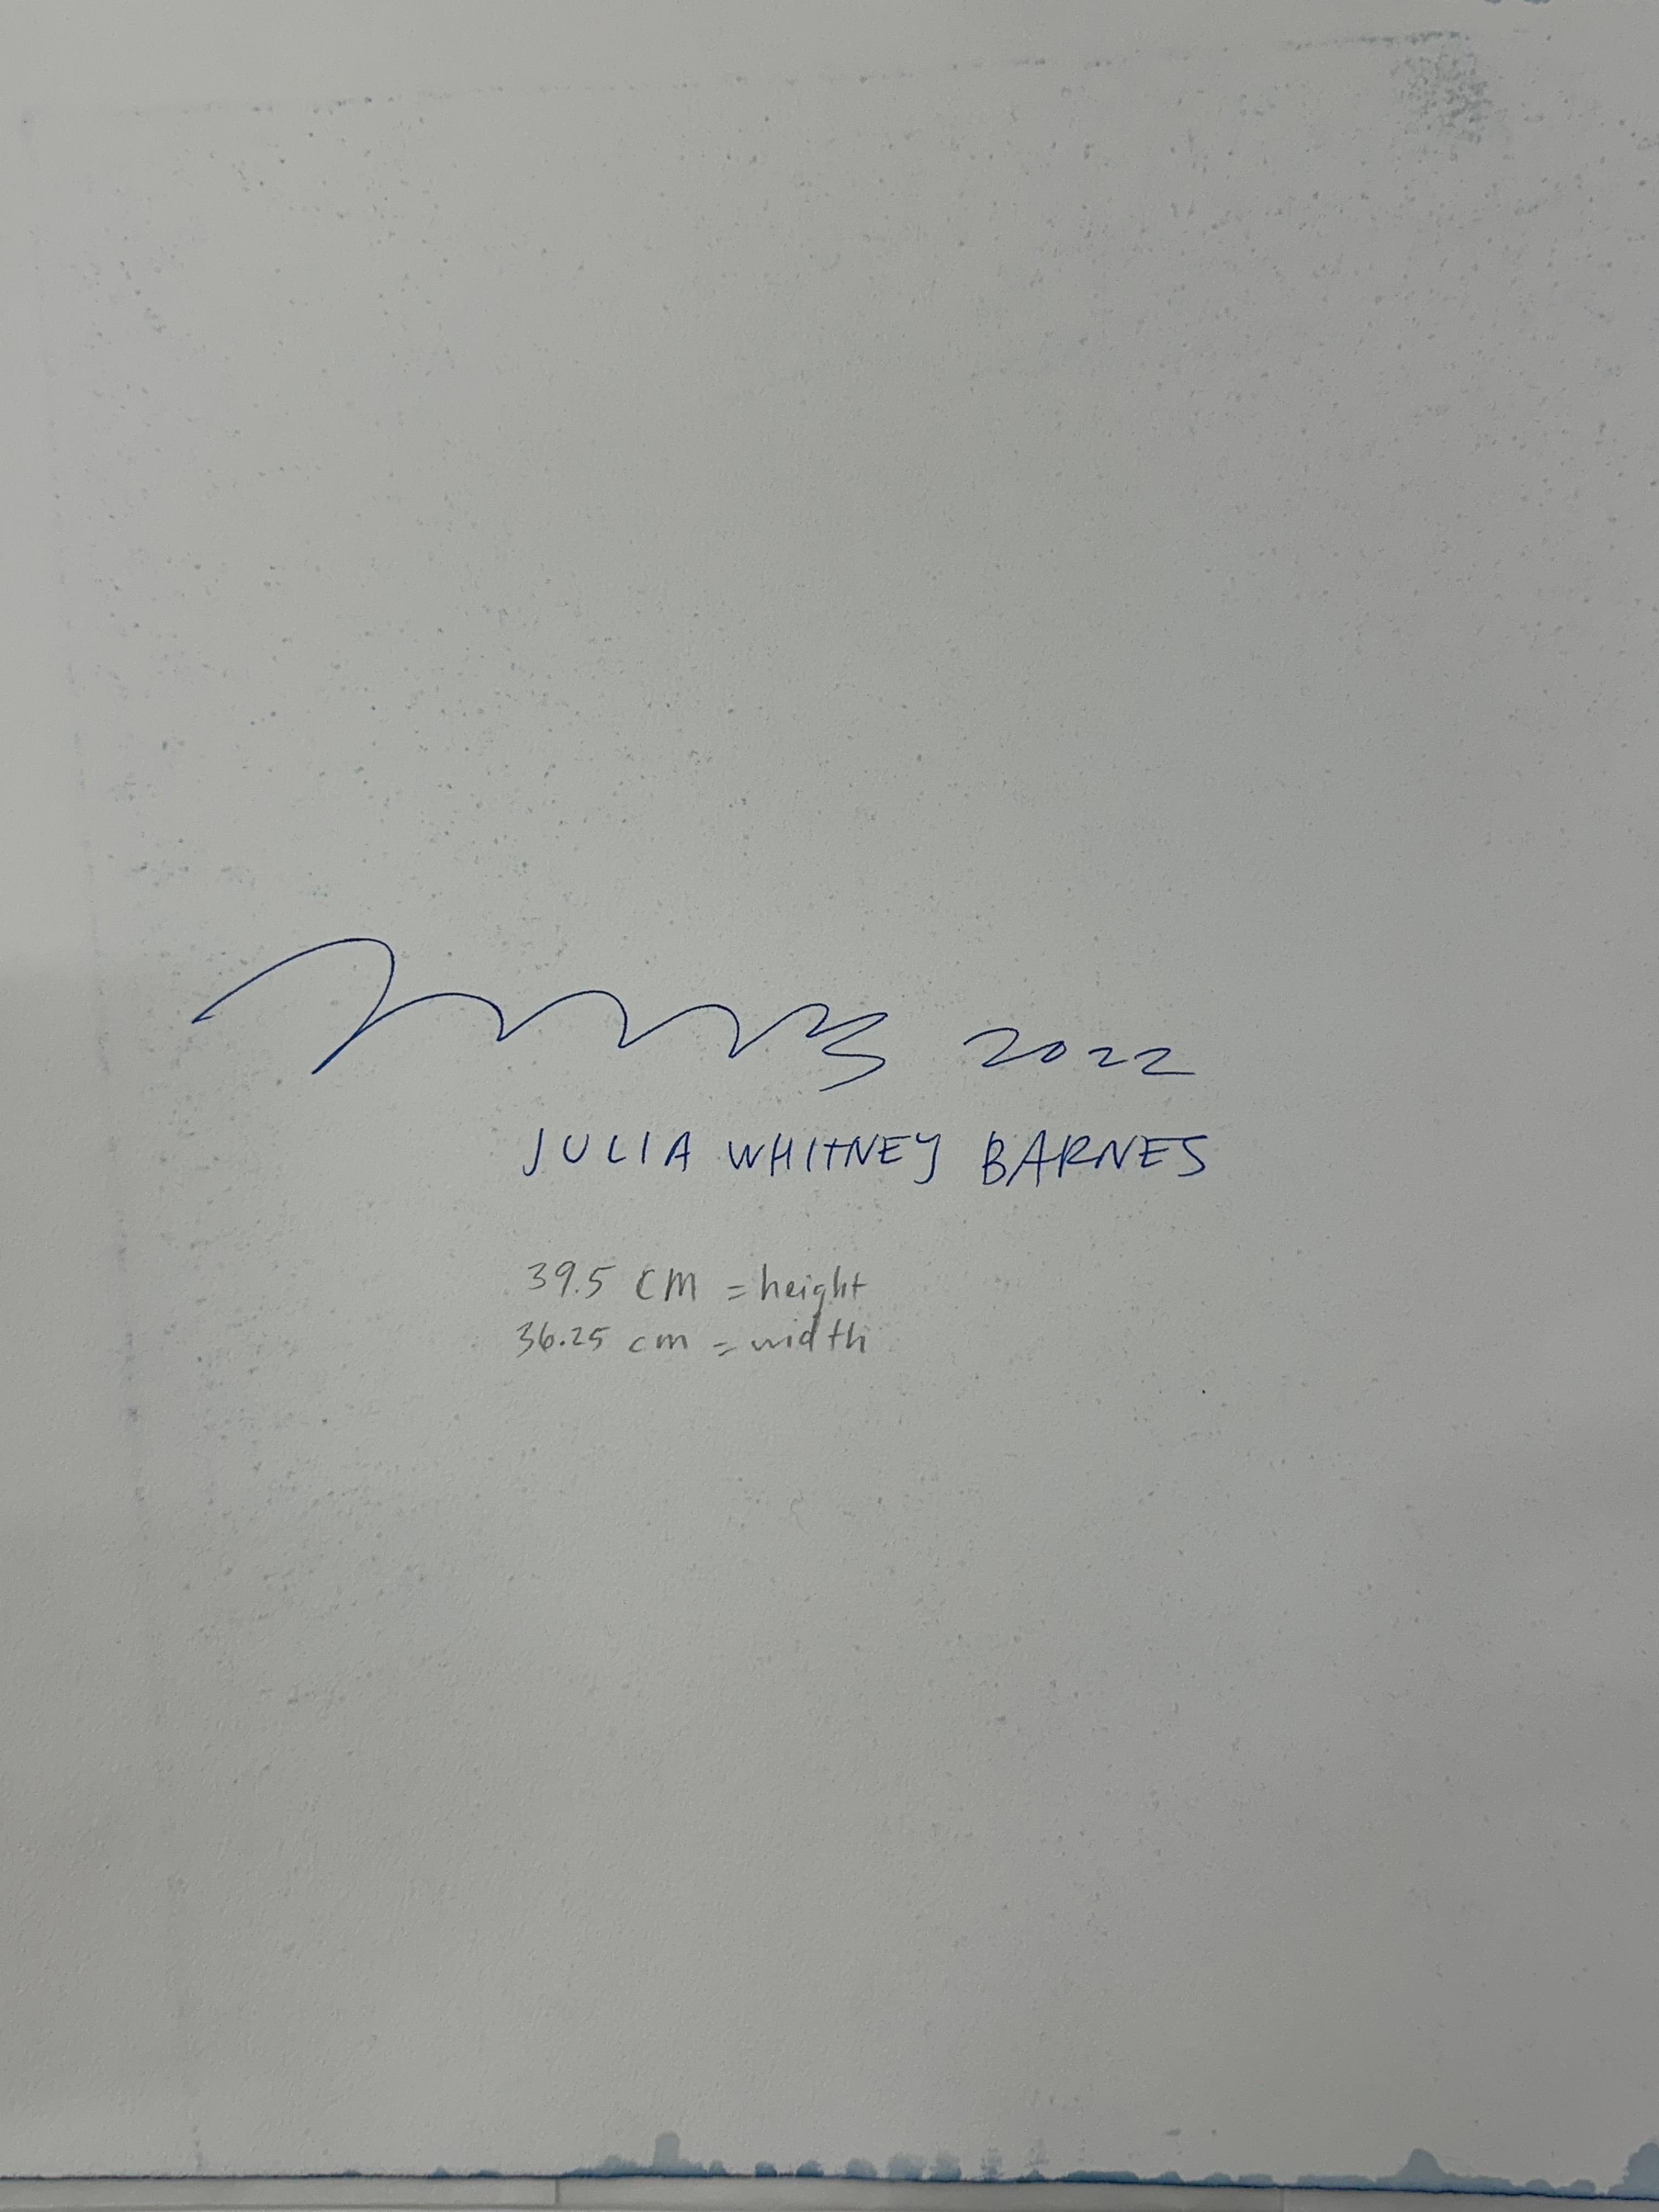 2022
JULIA WHITNEY BARNES
39.5 CM = height
36.25 cm = width